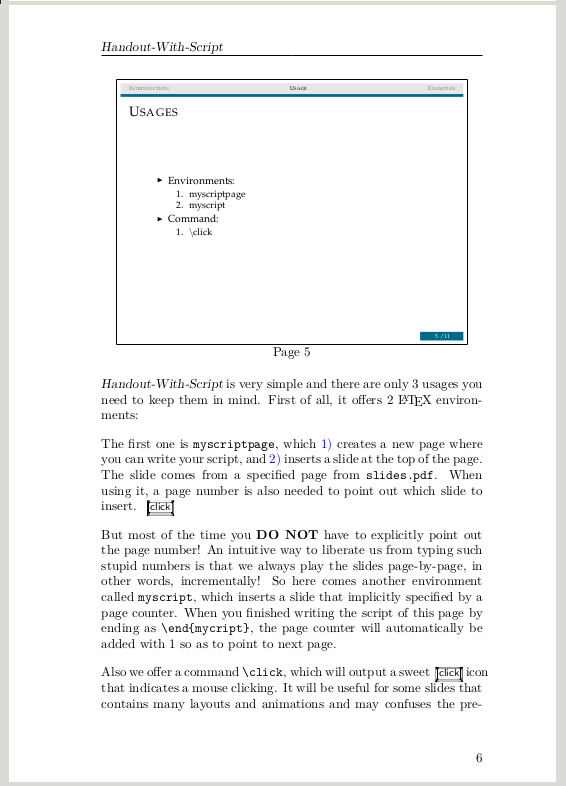 Handout-With-Script
Introduction Usage Examples
Usages
► Environments:
1. myscriptpage
2. myscript
► Command:
1. \click
5 / 11
Page 5
Handout-With-Script is very simple and there are only 3 usages you
need to keep them in mind. First of all, it offers 2 LATEX environ-
ments:
The first one is myscriptpage, which 1) creates a new page where
you can write your script, and 2) inserts a slide at the top of the page.
The slide comes from a specified page from slides.pdf. When
using it, a page number is also needed to point out which slide to
insert. click
But most of the time you DO NOT have to explicitly point out
the page number! An intuitive way to liberate us from typing such
stupid numbers is that we always play the slides page-by-page, in
other words, incrementally! So here comes another environment
called myscript, which inserts a slide that implicitly specified by a
page counter. When you finished writing the script of this page by
ending as \end{mycript}, the page counter will automatically be
added with 1 so as to point to next page.
Also we offer a command \click, which will output a sweet click icon
that indicates a mouse clicking. It will be useful for some slides that
contains many layouts and animations and may confuses the pre-
6